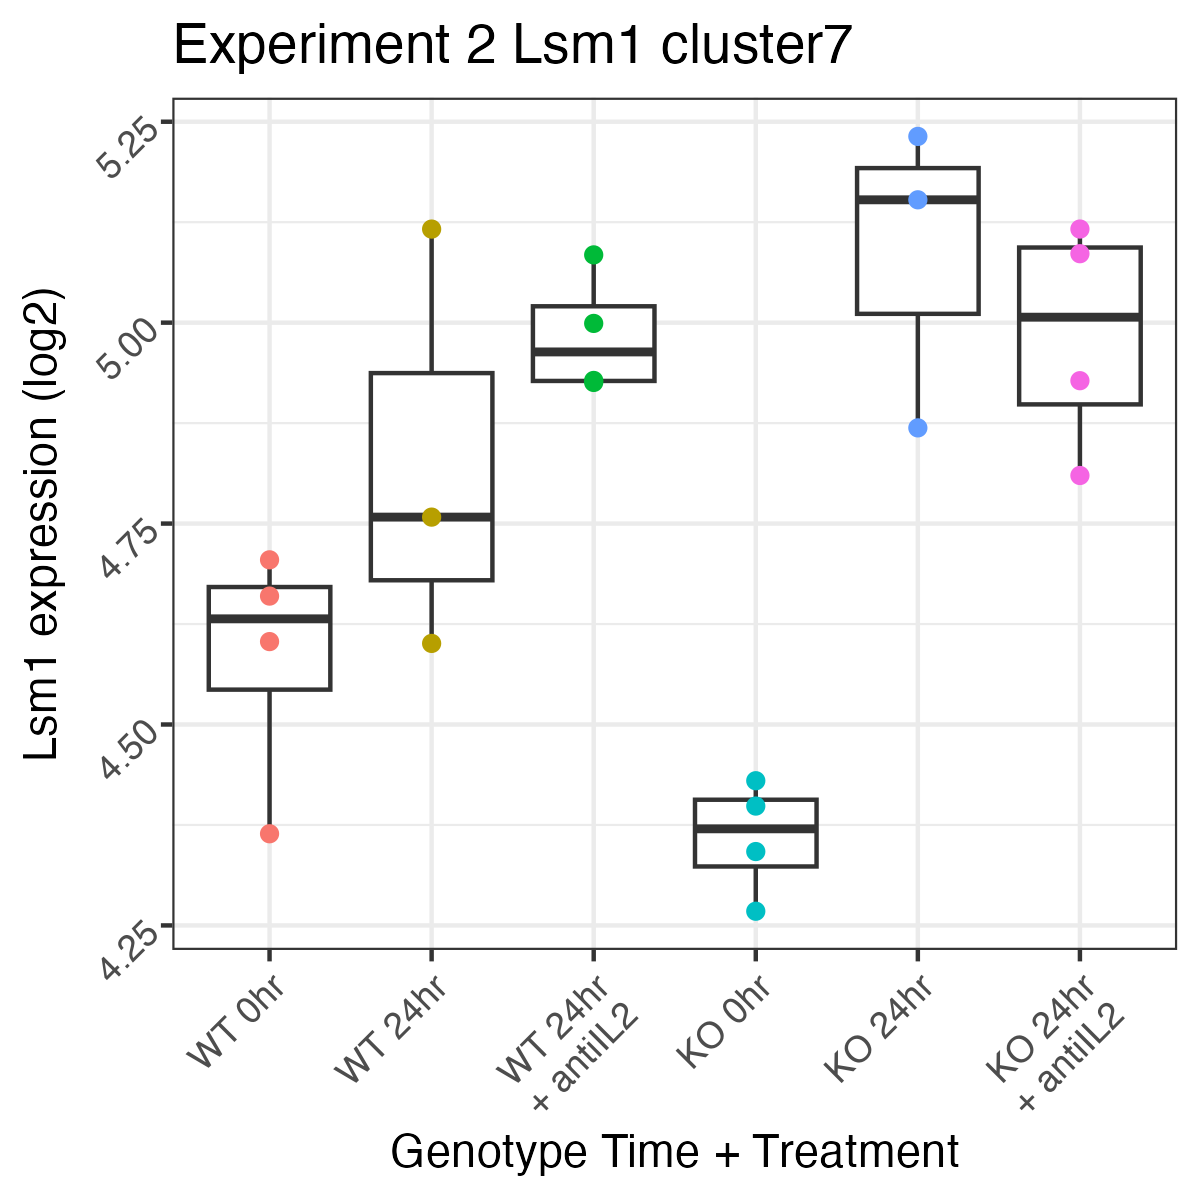 Experiment 2 Lsm1 cluster7
Lsm1 expression (log2)
5.25
5.00
4.75
4.50
4.25
WT 0hr
WT 24hr
WT 24hr
+ antiIL2
KO 0hr
KO 24hr
KO 24hr
+ antiIL2
Genotype Time + Treatment